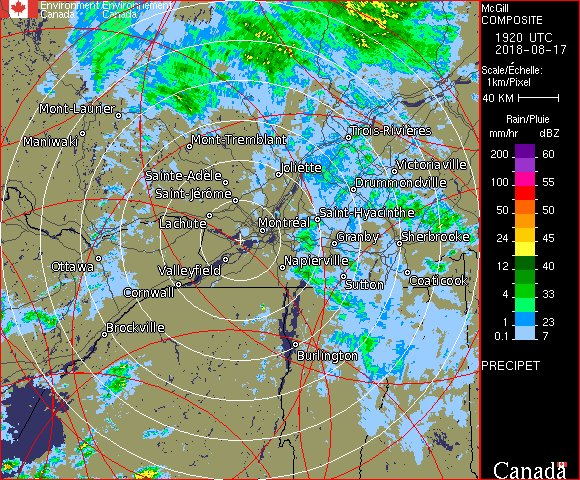 Environment Environnement
Canada Canada
McGill
COMPOSITE
1920 UTC
2018-08-17
Scale/Échelle:
1km/Pixel
40 KM
Rain/Pluie
mm/hr dBZ
200 60
100 55
50 50
24 45
12 40
4 33
1 23
0.1 7
PRECIPET
Canada
Mont-Laurier
Maniwaki
Mont-Tremblant
Trois-Rivières
Sainte-Adèle
Joliette
Victoriaville
Saint-Jérôme
Drummondville
Lachute
Montréal
Saint-Hyacinthe
Granby
Sherbrooke
Ottawa
Valleyfield
Napierville
Cornwall
Sutton
Coaticook
Brockville
Burlington